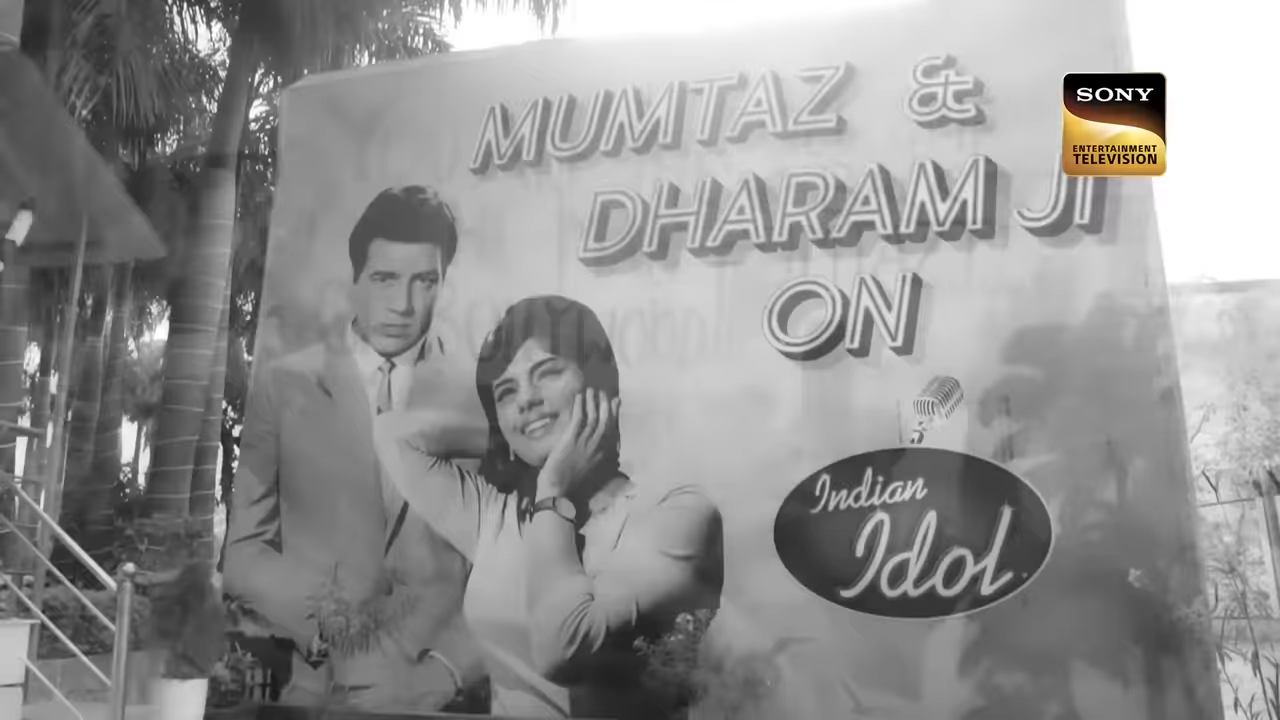 MUMTAZ &
DHARAM JI
ON
Indian
Idol
SONY
ENTERTAINMENT
TELEVISION